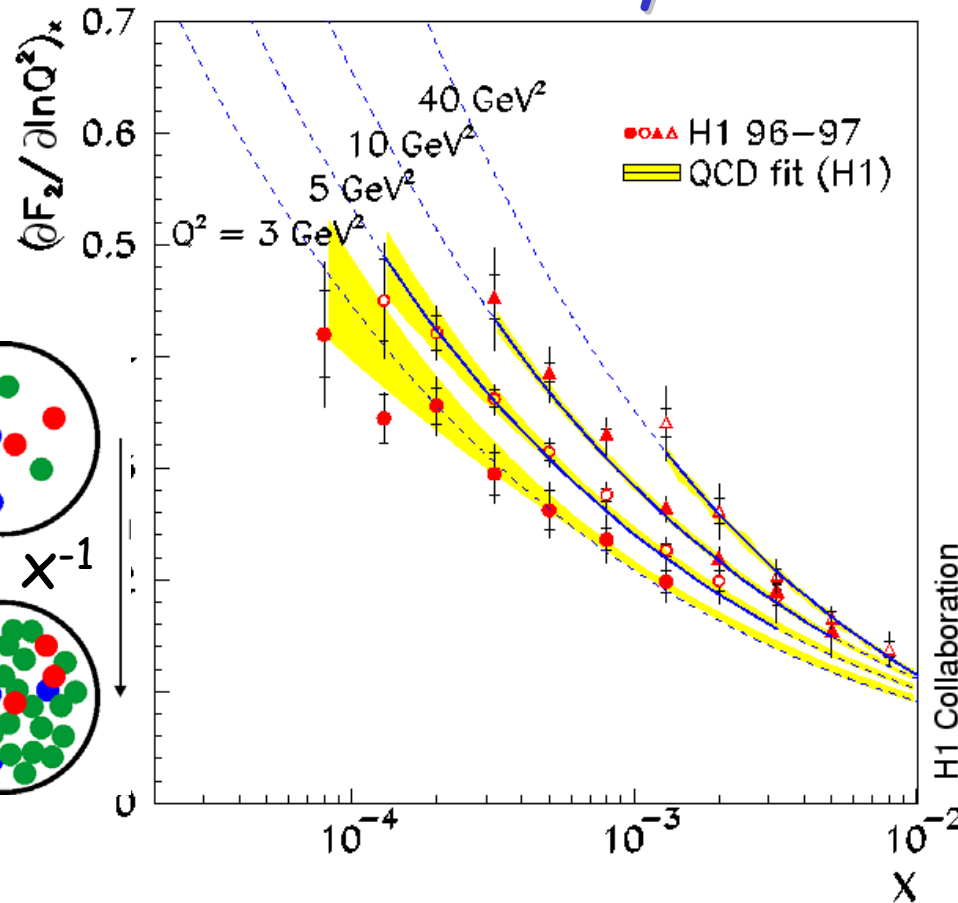 (∂F₂/∂lnQ²)ₓ
0.7
0.6
0.5
0
40 GeV²
10 GeV²
5 GeV²
Q² = 3 GeV²
H1 96–97
QCD fit (H1)
x⁻¹
H1 Collaboration
10⁻⁴
10⁻³
10⁻²
X